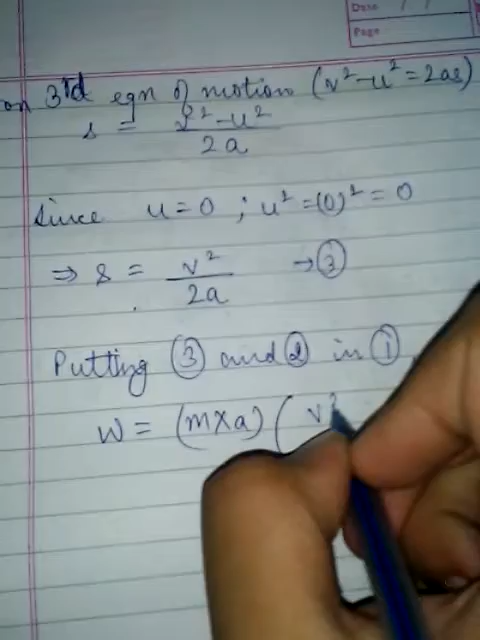 Date
Page
on 3rd eqn of motion (v²-u² = 2as)
s = v²-u² / 2a
Since u = 0 ; u² = (0)² = 0
⇒ s = v² / 2a → ③
Putting ③ and ② in ①,
W = (m×a) ( v²